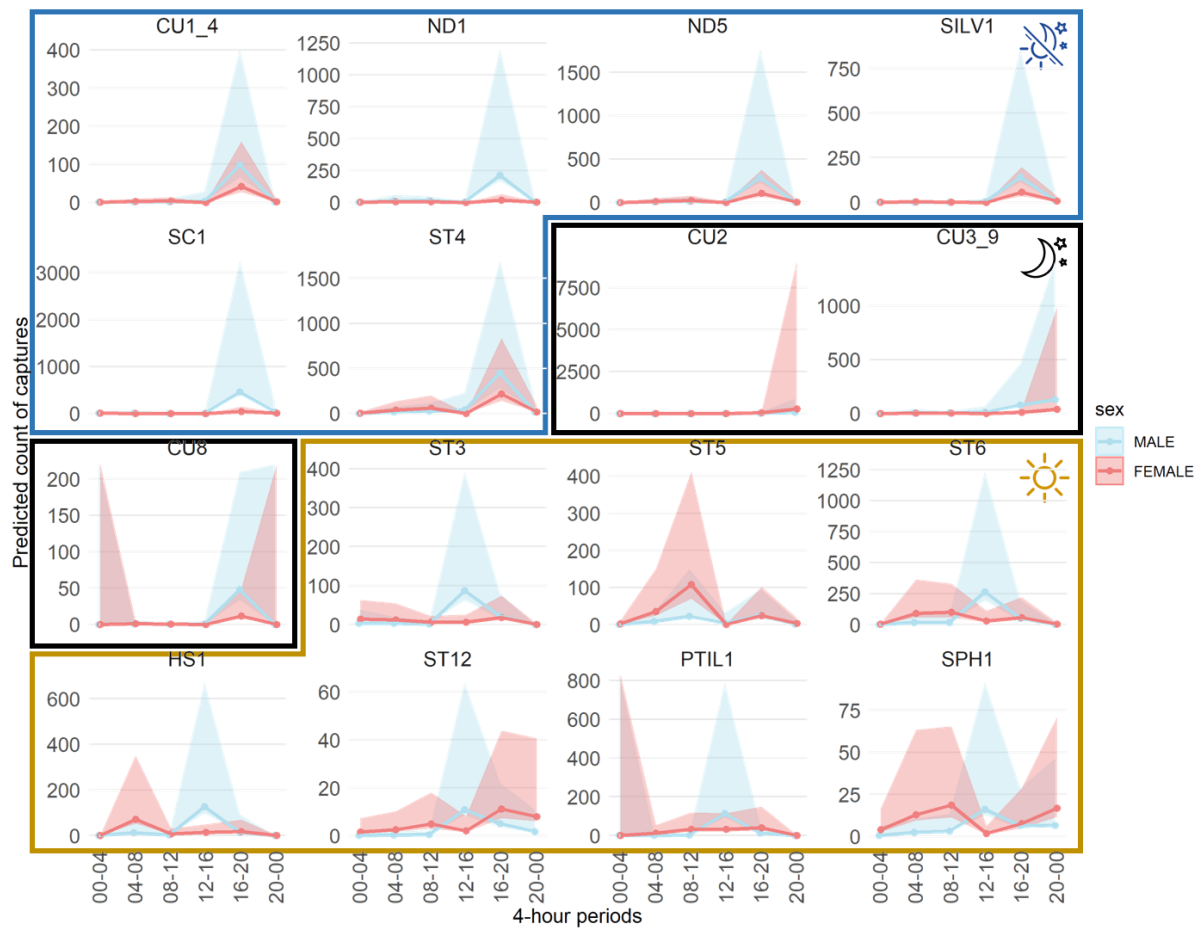 CU1_4 ND1 ND5 SILV1
400 1250
300 1000 1500 750
750
200 1000 500
500
100 500 250
250
0 0 0 0
SC1 ST4 CU2 CU3_9
3000 1500 7500
1000
2000 1000 5000
1000 500 2500 500
0 0 0 0
CU8 ST3 ST5 ST6
200 400 400 1250
150 300 300 1000
750
100 200 200
500
50 100 100 250
0 0 0 0
HS1 ST12 PTIL1 SPH1
600 60 800 75
400 40 600 50
400
200 20 200 25
0 0 0 0
00-04 04-08 08-12 12-16 16-20 20-00 00-04 04-08 08-12 12-16 16-20 20-00 00-04 04-08 08-12 12-16 16-20 20-00 00-04 04-08 08-12 12-16 16-20 20-00
4-hour periods
Predicted count of captures
sex
MALE
FEMALE